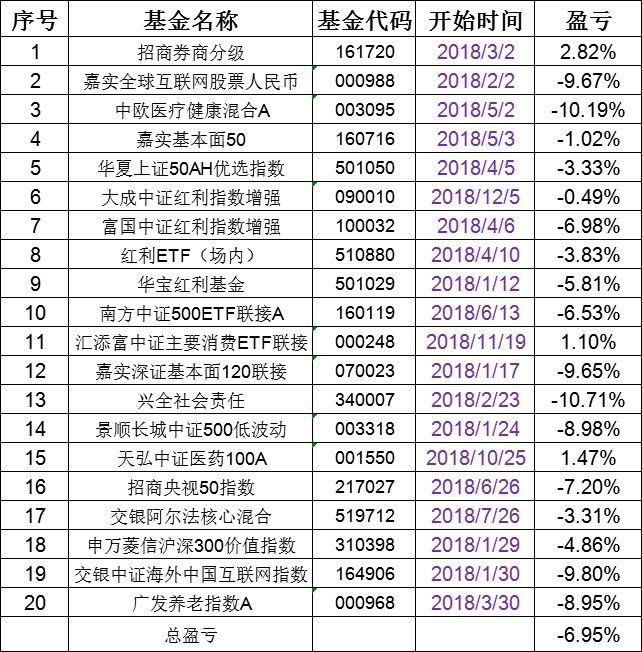 序号 基金名称 基金代码 开始时间 盈亏
1 招商券商分级 161720 2018/3/2 2.82%
2 嘉实全球互联网股票人民币 000988 2018/2/2 -9.67%
3 中欧医疗健康混合A 003095 2018/5/2 -10.19%
4 嘉实基本面50 160716 2018/5/3 -1.02%
5 华夏上证50AH优选指数 501050 2018/4/5 -3.33%
6 大成中证红利指数增强 090010 2018/12/5 -0.49%
7 富国中证红利指数增强 100032 2018/4/6 -6.98%
8 红利ETF（场内） 510880 2018/4/10 -3.83%
9 华宝红利基金 501029 2018/1/12 -5.81%
10 南方中证500ETF联接A 160119 2018/6/13 -6.53%
11 汇添富中证主要消费ETF联接 000248 2018/11/19 1.10%
12 嘉实深证基本面120联接 070023 2018/1/17 -9.65%
13 兴全社会责任 340007 2018/2/23 -10.71%
14 景顺长城中证500低波动 003318 2018/1/24 -8.98%
15 天弘中证医药100A 001550 2018/10/25 1.47%
16 招商央视50指数 217027 2018/6/26 -7.20%
17 交银阿尔法核心混合 519712 2018/7/26 -3.31%
18 申万菱信沪深300价值指数 310398 2018/1/29 -4.86%
19 交银中证海外中国互联网指数 164906 2018/1/30 -9.80%
20 广发养老指数A 000968 2018/3/30 -8.95%
总盈亏 -6.95%